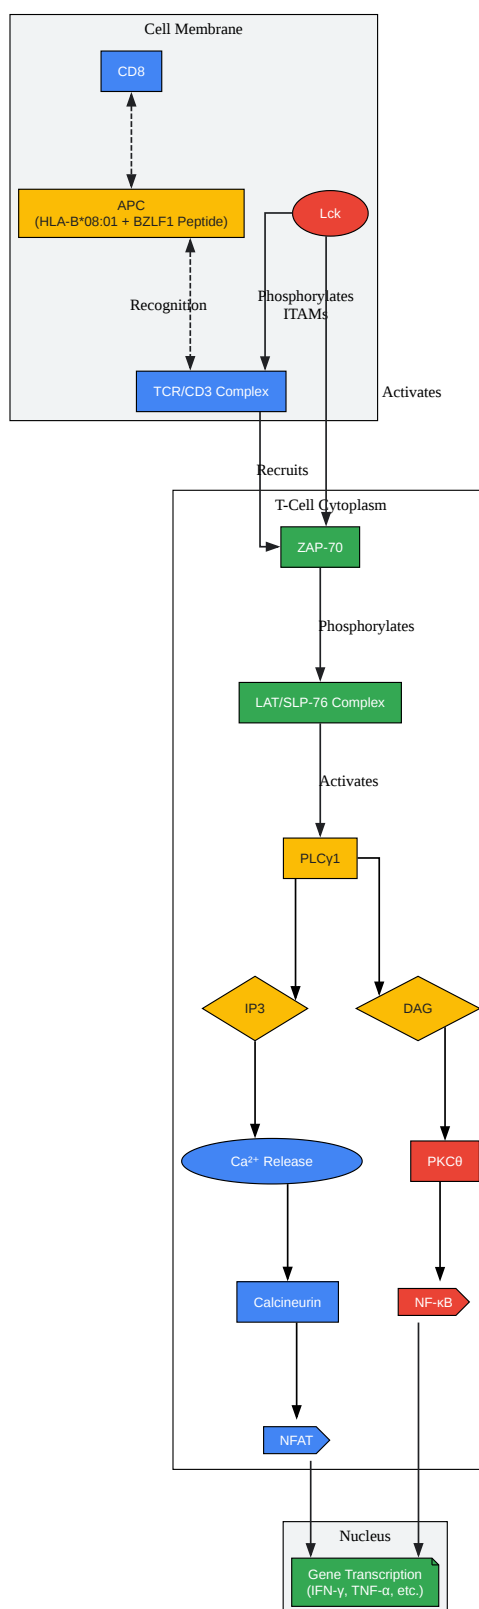 Cell Membrane
CD8
APC
(HLA-B*08:01 + BZLF1 Peptide)
Lck
Recognition
Phosphorylates
ITAMs
TCR/CD3 Complex
Activates
Recruits
T-Cell Cytoplasm
ZAP-70
Phosphorylates
LAT/SLP-76 Complex
Activates
PLCγ1
IP3
DAG
Ca²⁺ Release
PKCθ
Calcineurin
NF-κB
NFAT
Nucleus
Gene Transcription
(IFN-γ, TNF-α, etc.)